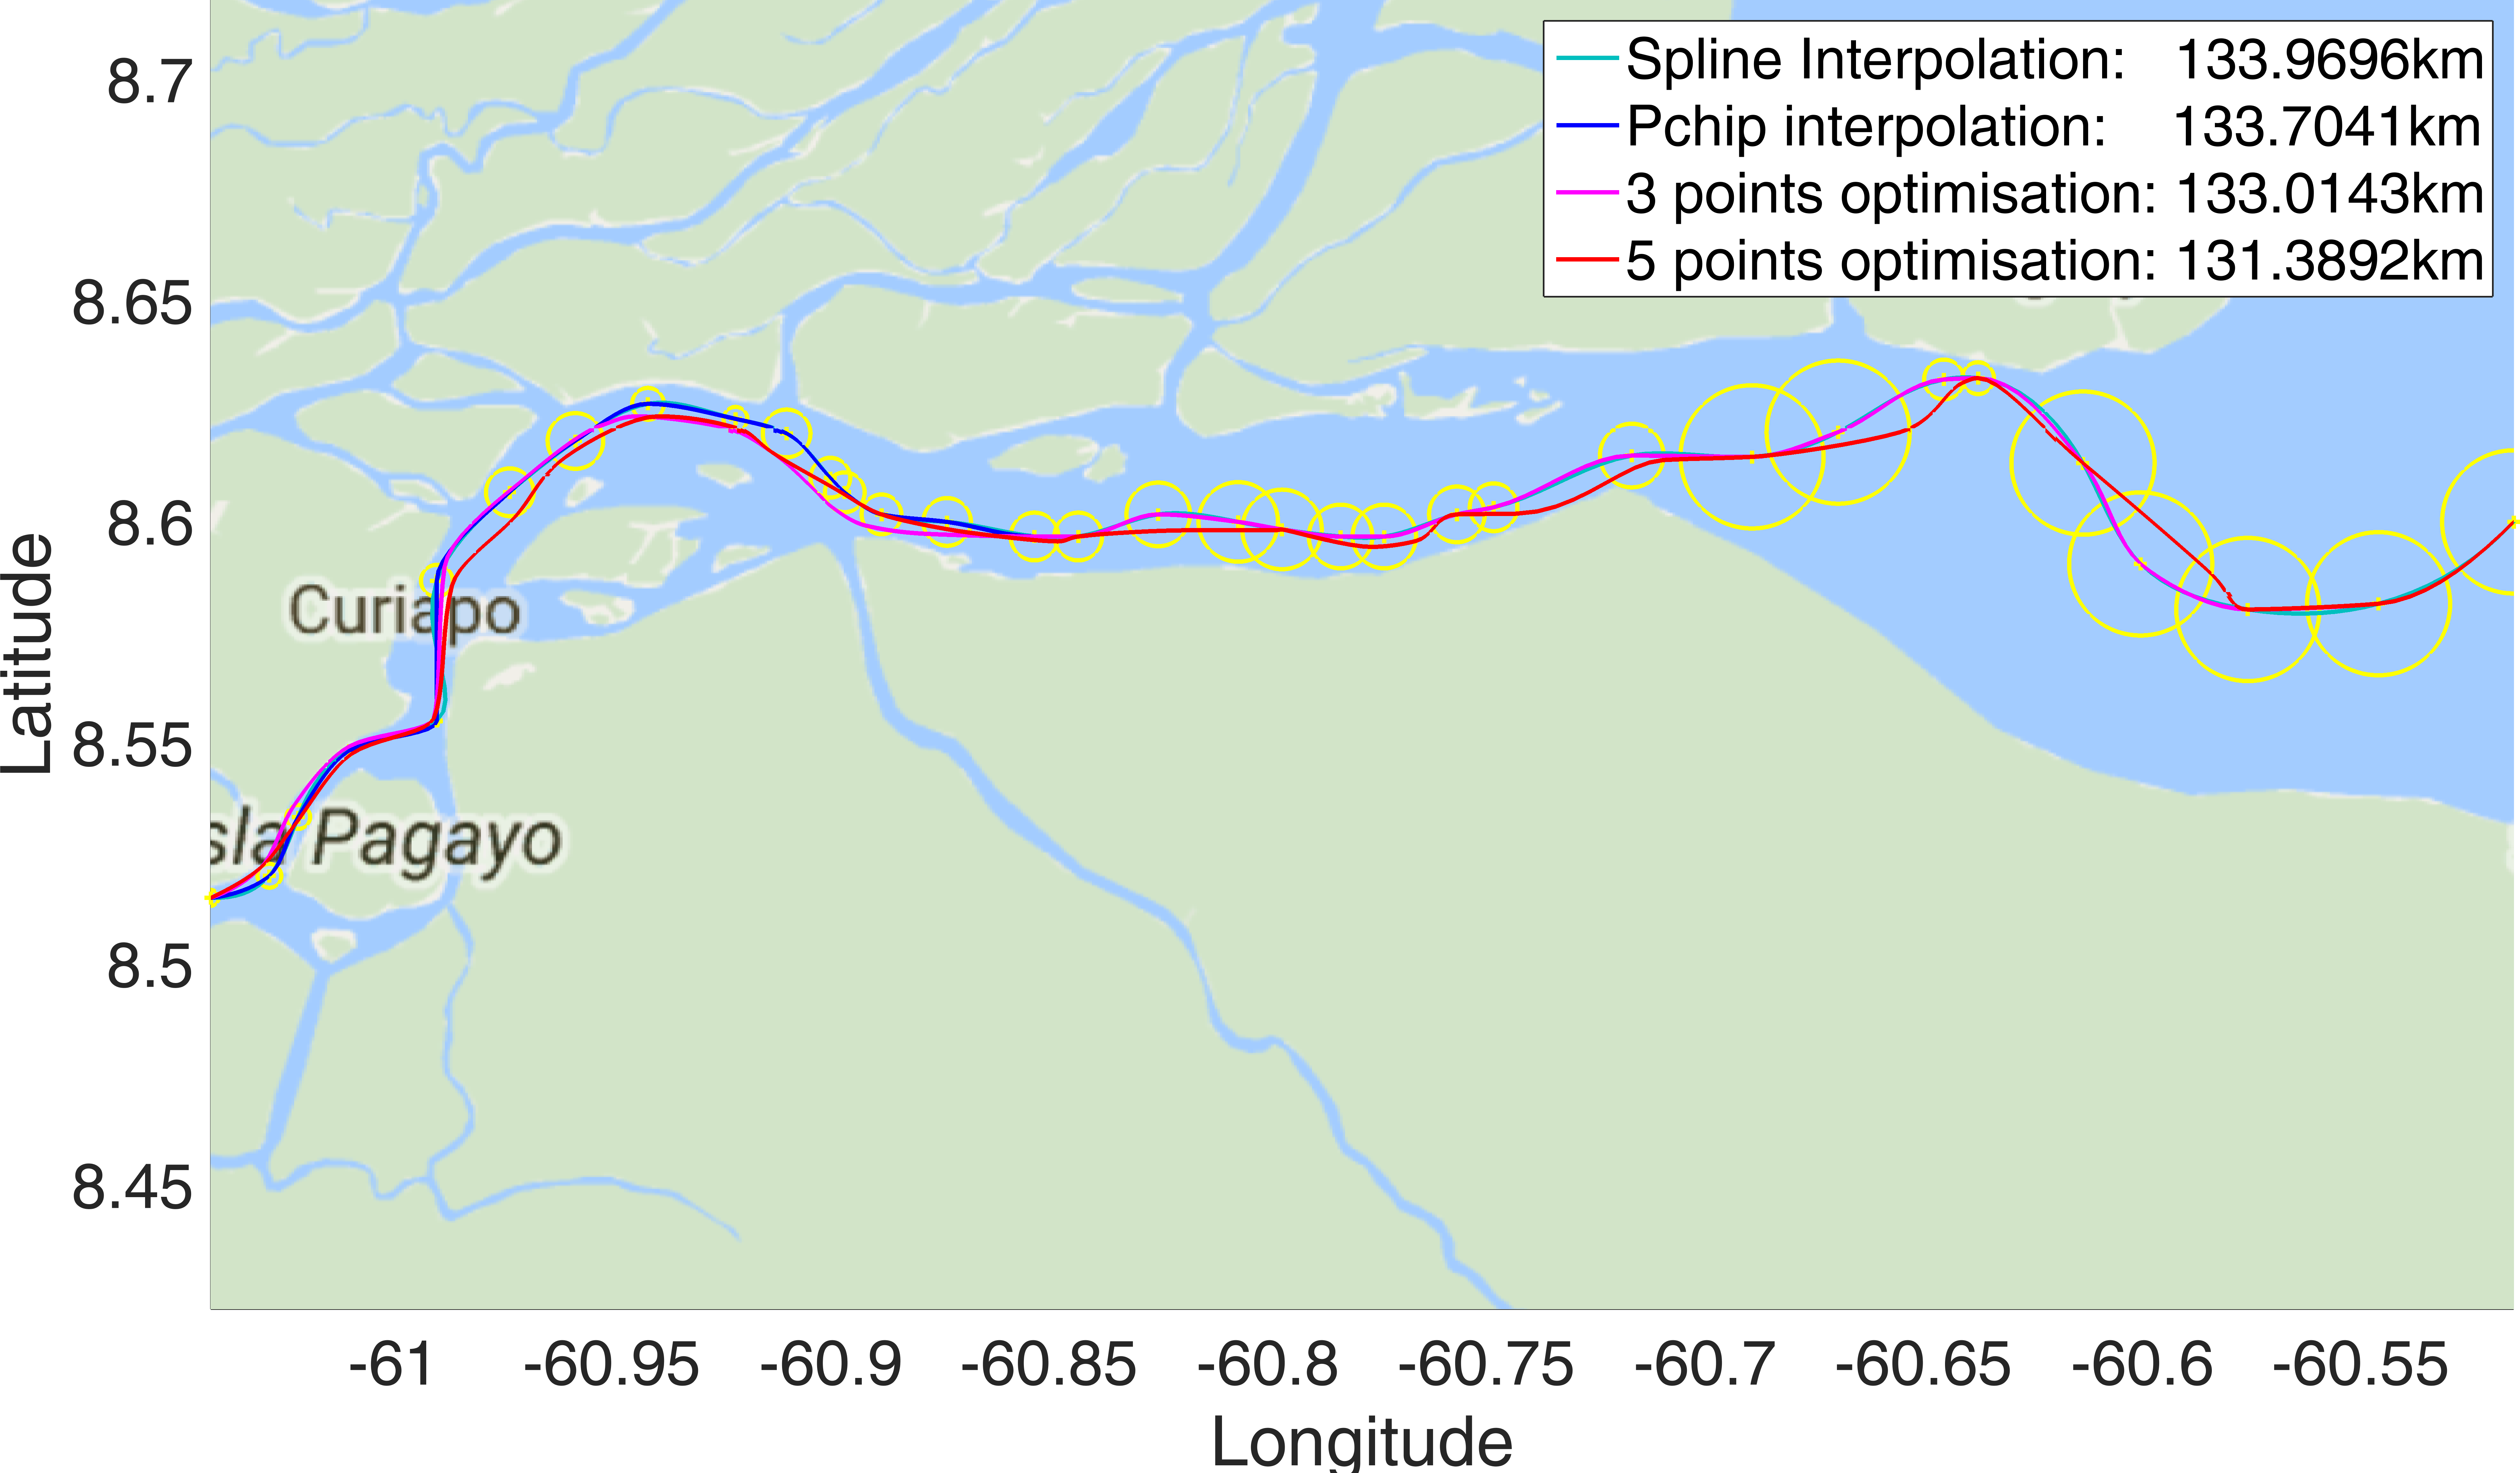 Spline Interpolation: 133.9696km
Pchip interpolation: 133.7041km
3 points optimisation: 133.0143km
5 points optimisation: 131.3892km
8.7
8.65
8.6
8.55
8.5
8.45
Latitude
Curiapo
sla Pagayo
-61 -60.95 -60.9 -60.85 -60.8 -60.75 -60.7 -60.65 -60.6 -60.55
Longitude